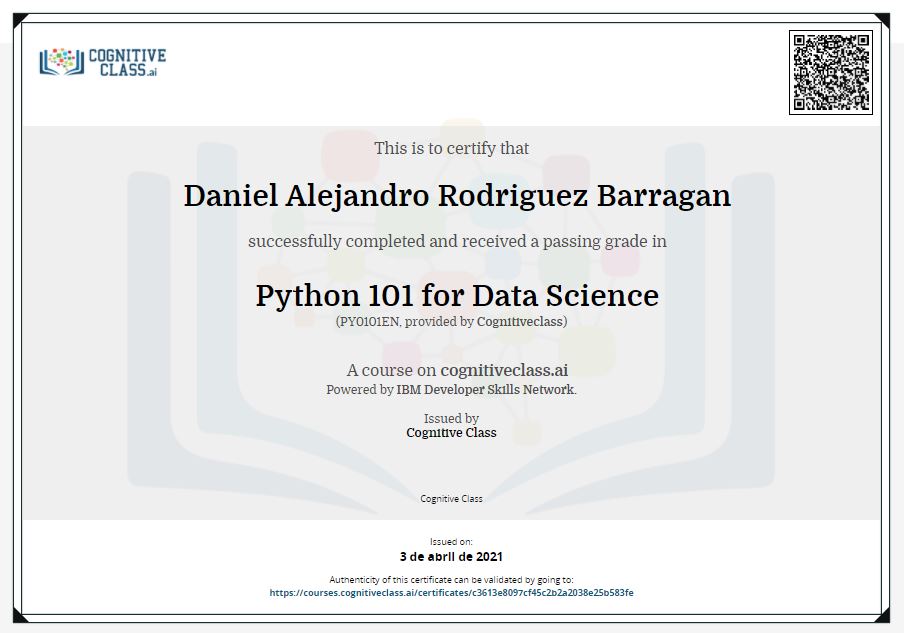 COGNITIVE
CLASS.ai
This is to certify that
Daniel Alejandro Rodriguez Barragan
successfully completed and received a passing grade in
Python 101 for Data Science
(PY0101EN, provided by Cognitiveclass)
A course on cognitiveclass.ai
Powered by IBM Developer Skills Network.
Issued by
Cognitive Class
Cognitive Class
Issued on:
3 de abril de 2021
Authenticity of this certificate can be validated by going to:
https://courses.cognitiveclass.ai/certificates/c3613e8097cf45c2b2a2038e25b583fe